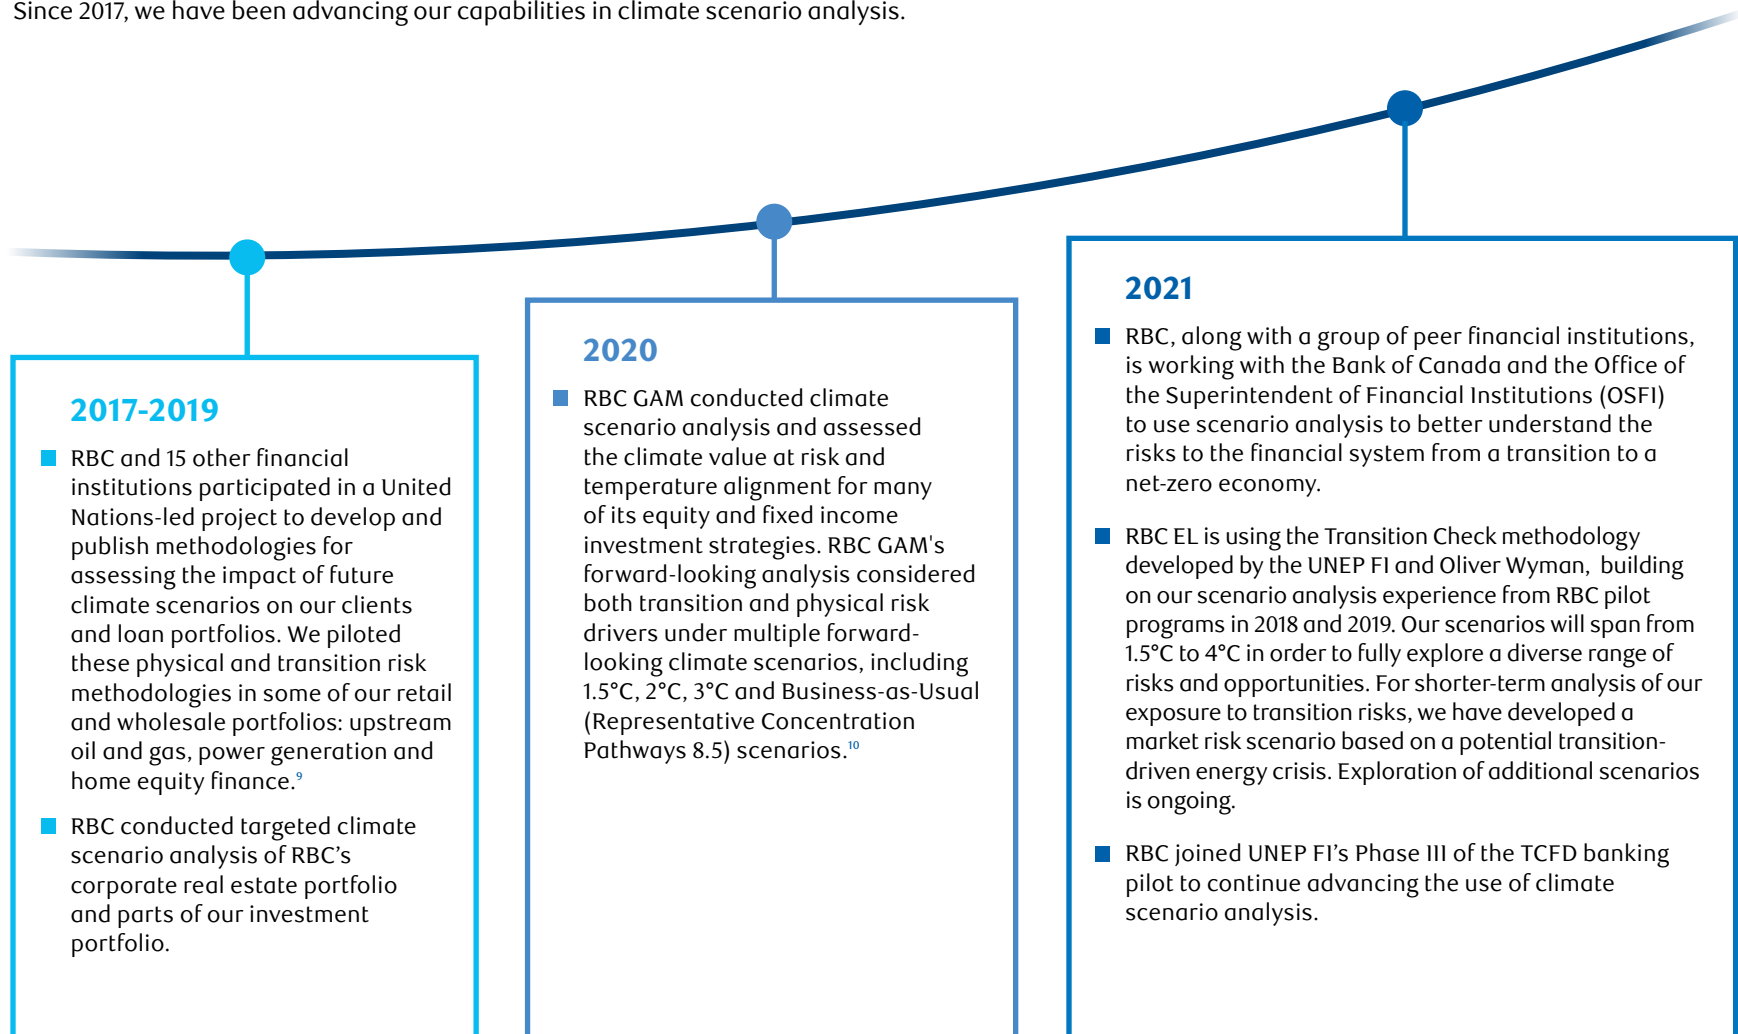 Since 2017, we have been advancing our capabilities in climate scenario analysis.
2017-2019
RBC and 15 other financial
institutions participated in a United
Nations-led project to develop and
publish methodologies for
assessing the impact of future
climate scenarios on our clients
and loan portfolios. We piloted
these physical and transition risk
methodologies in some of our retail
and wholesale portfolios: upstream
oil and gas, power generation and
home equity finance.9
RBC conducted targeted climate
scenario analysis of RBC’s
corporate real estate portfolio
and parts of our investment
portfolio.
2020
RBC GAM conducted climate
scenario analysis and assessed
the climate value at risk and
temperature alignment for many
of its equity and fixed income
investment strategies. RBC GAM's
forward-looking analysis considered
both transition and physical risk
drivers under multiple forward-
looking climate scenarios, including
1.5°C, 2°C, 3°C and Business-as-Usual
(Representative Concentration
Pathways 8.5) scenarios.10
2021
RBC, along with a group of peer financial institutions,
is working with the Bank of Canada and the Office of
the Superintendent of Financial Institutions (OSFI)
to use scenario analysis to better understand the
risks to the financial system from a transition to a
net-zero economy.
RBC EL is using the Transition Check methodology
developed by the UNEP FI and Oliver Wyman, building
on our scenario analysis experience from RBC pilot
programs in 2018 and 2019. Our scenarios will span from
1.5°C to 4°C in order to fully explore a diverse range of
risks and opportunities. For shorter-term analysis of our
exposure to transition risks, we have developed a
market risk scenario based on a potential transition-
driven energy crisis. Exploration of additional scenarios
is ongoing.
RBC joined UNEP FI’s Phase III of the TCFD banking
pilot to continue advancing the use of climate
scenario analysis.